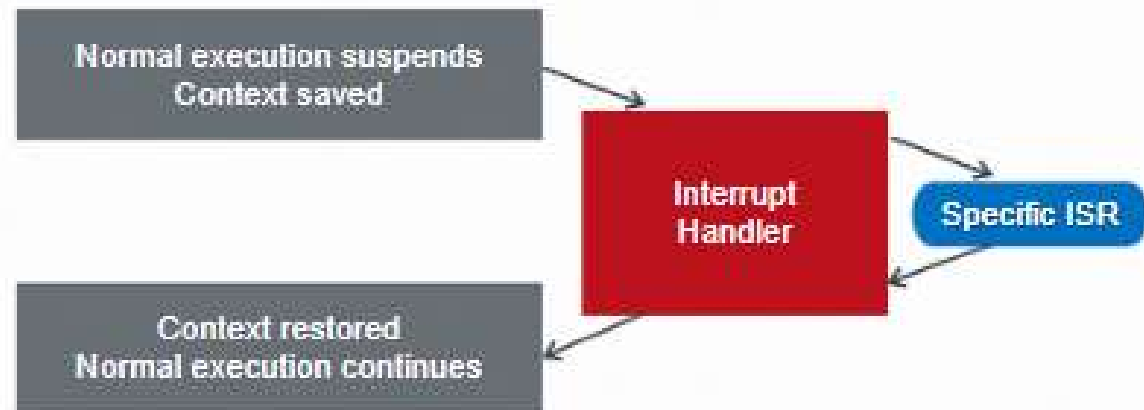 Normal execution suspends
Context saved
Interrupt
Handler
Specific ISR
Context restored
Normal execution continues